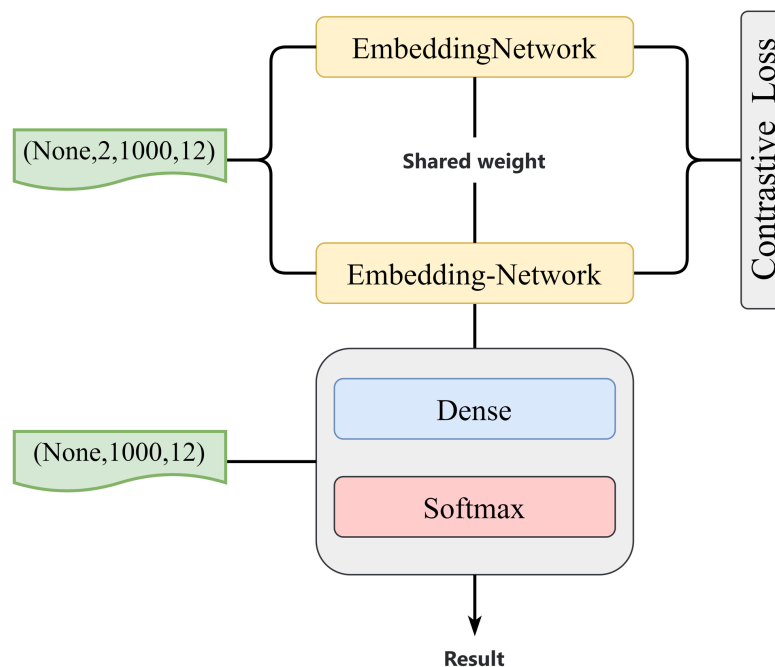 EmbeddingNetwork
(None,2,1000,12)
Shared weight
Contrastive Loss
Embedding-Network
Dense
(None,1000,12)
Softmax
Result